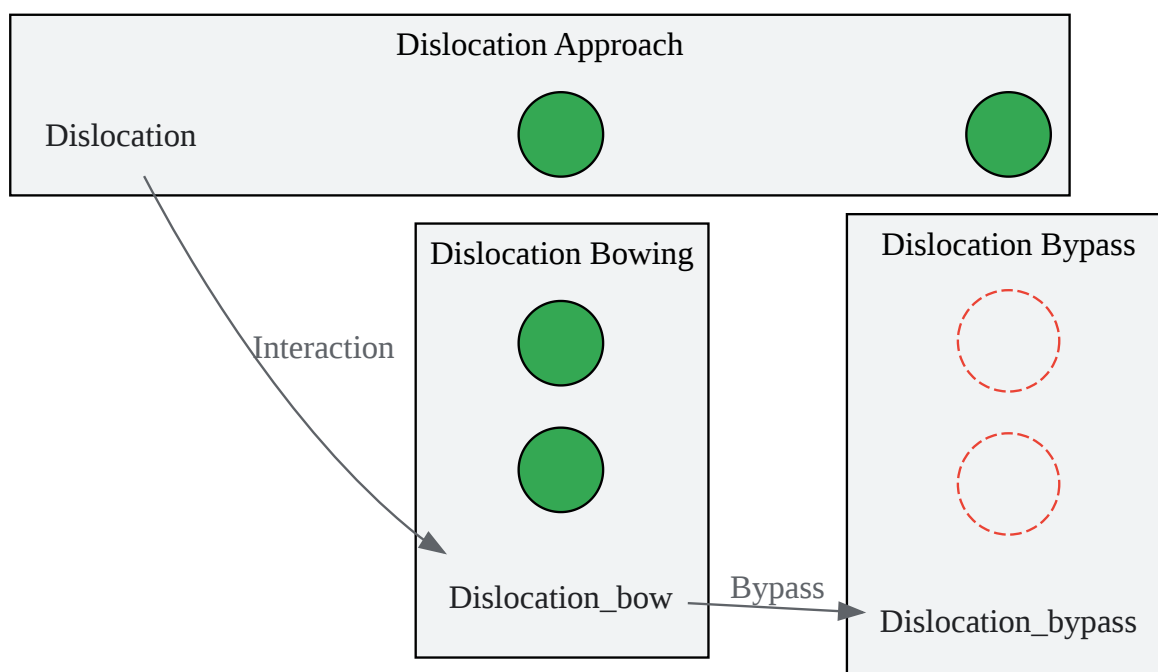 Dislocation Approach
Dislocation
Interaction
Dislocation Bowing
Dislocation_bow
Bypass
Dislocation Bypass
Dislocation_bypass